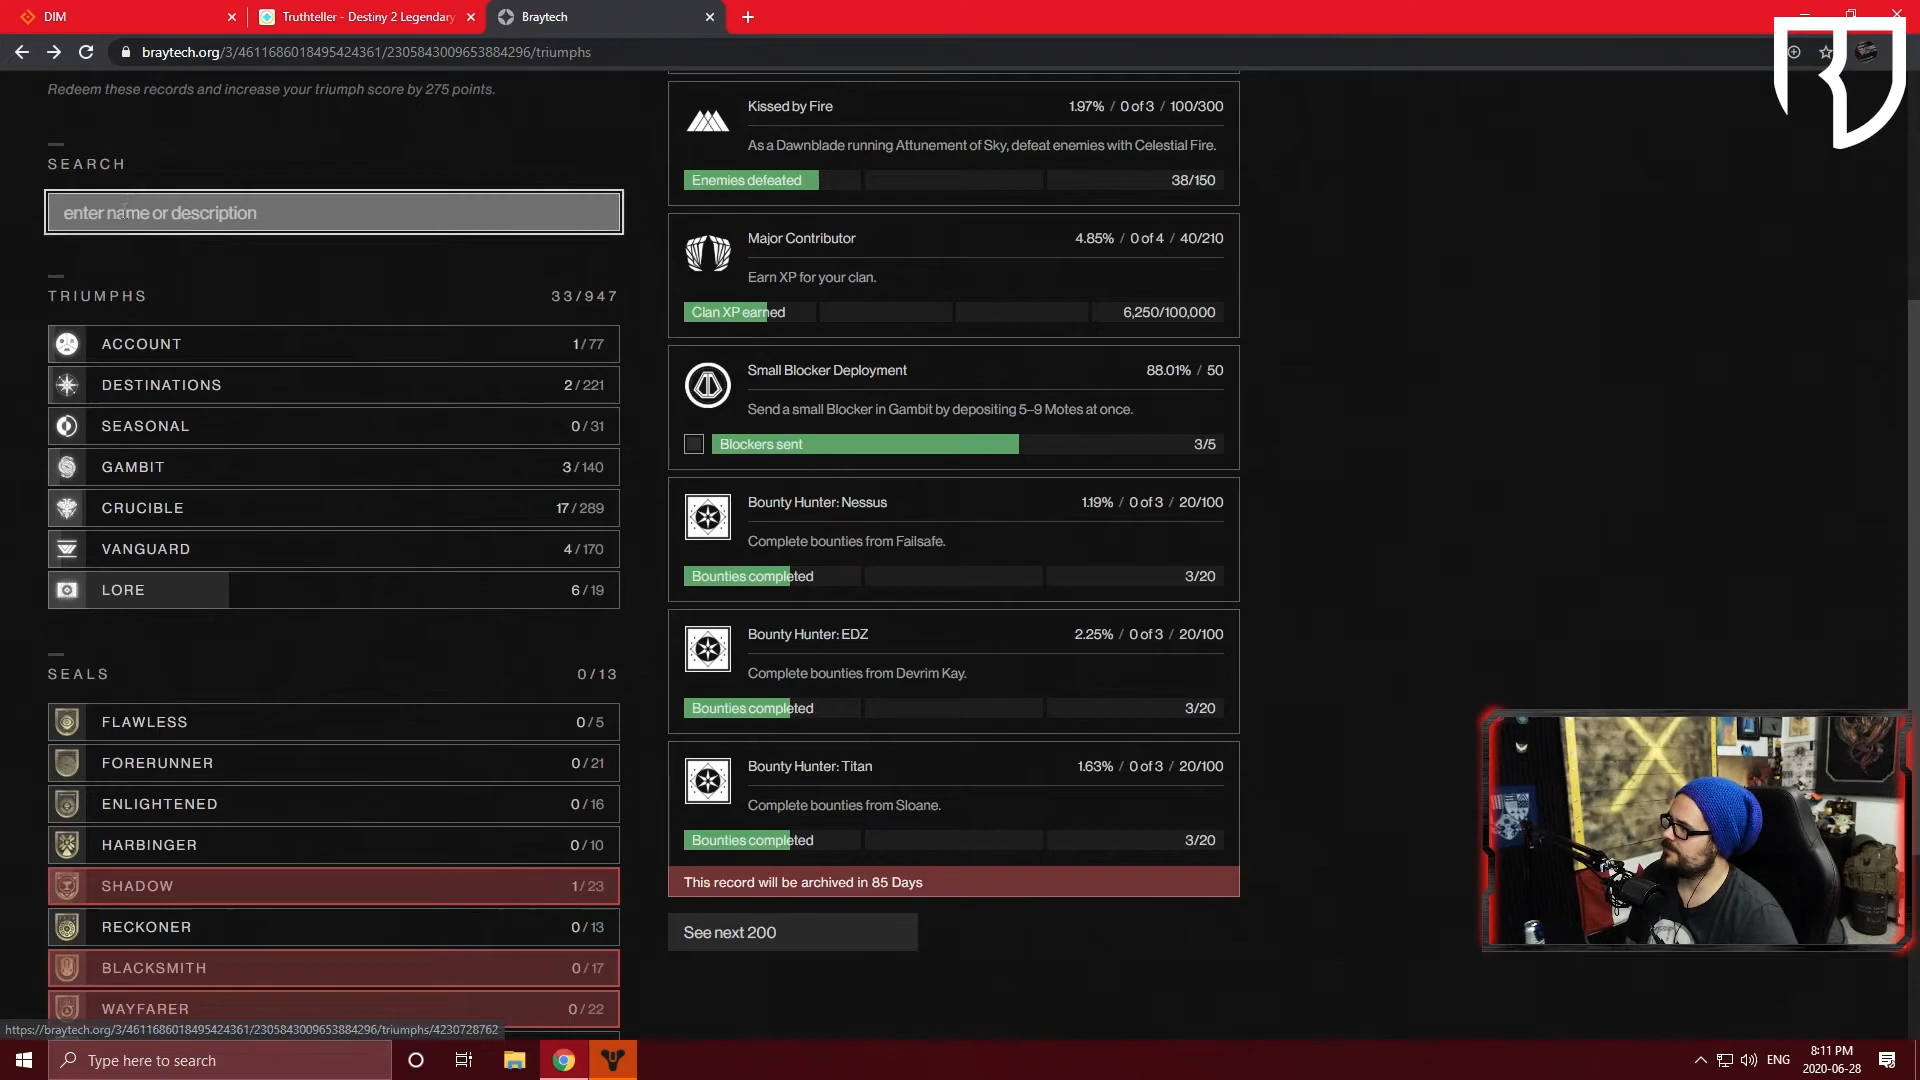 DIM
Truthteller - Destiny 2 Legendary
Braytech
braytech.org/3/4611686018495424361/2305843009653884296/triumphs
Redeem these records and increase your triumph score by 275 points.
SEARCH
enter name or description
TRIUMPHS 33/947
ACCOUNT 1/77
DESTINATIONS 2/221
SEASONAL 0/31
GAMBIT 3/140
CRUCIBLE 17/289
VANGUARD 4/170
LORE 6/19
SEALS 0/13
FLAWLESS 0/5
FORERUNNER 0/21
ENLIGHTENED 0/16
HARBINGER 0/10
SHADOW 1/23
RECKONER 0/13
BLACKSMITH 0/17
WAYFARER 0/22
https://braytech.org/3/4611686018495424361/2305843009653884296/triumphs/4230728762
Kissed by Fire 1.97% / 0 of 3 / 100/300
As a Dawnblade running Attunement of Sky, defeat enemies with Celestial Fire.
Enemies defeated 38/150
Major Contributor 4.85% / 0 of 4 / 40/210
Earn XP for your clan.
Clan XP earned 6,250/100,000
Small Blocker Deployment 88.01% / 50
Send a small Blocker in Gambit by depositing 5–9 Motes at once.
Blockers sent 3/5
Bounty Hunter: Nessus 1.19% / 0 of 3 / 20/100
Complete bounties from Failsafe.
Bounties completed 3/20
Bounty Hunter: EDZ 2.25% / 0 of 3 / 20/100
Complete bounties from Devrim Kay.
Bounties completed 3/20
Bounty Hunter: Titan 1.63% / 0 of 3 / 20/100
Complete bounties from Sloane.
Bounties completed 3/20
This record will be archived in 85 Days
See next 200
Type here to search
ENG
8:11 PM
2020-06-28